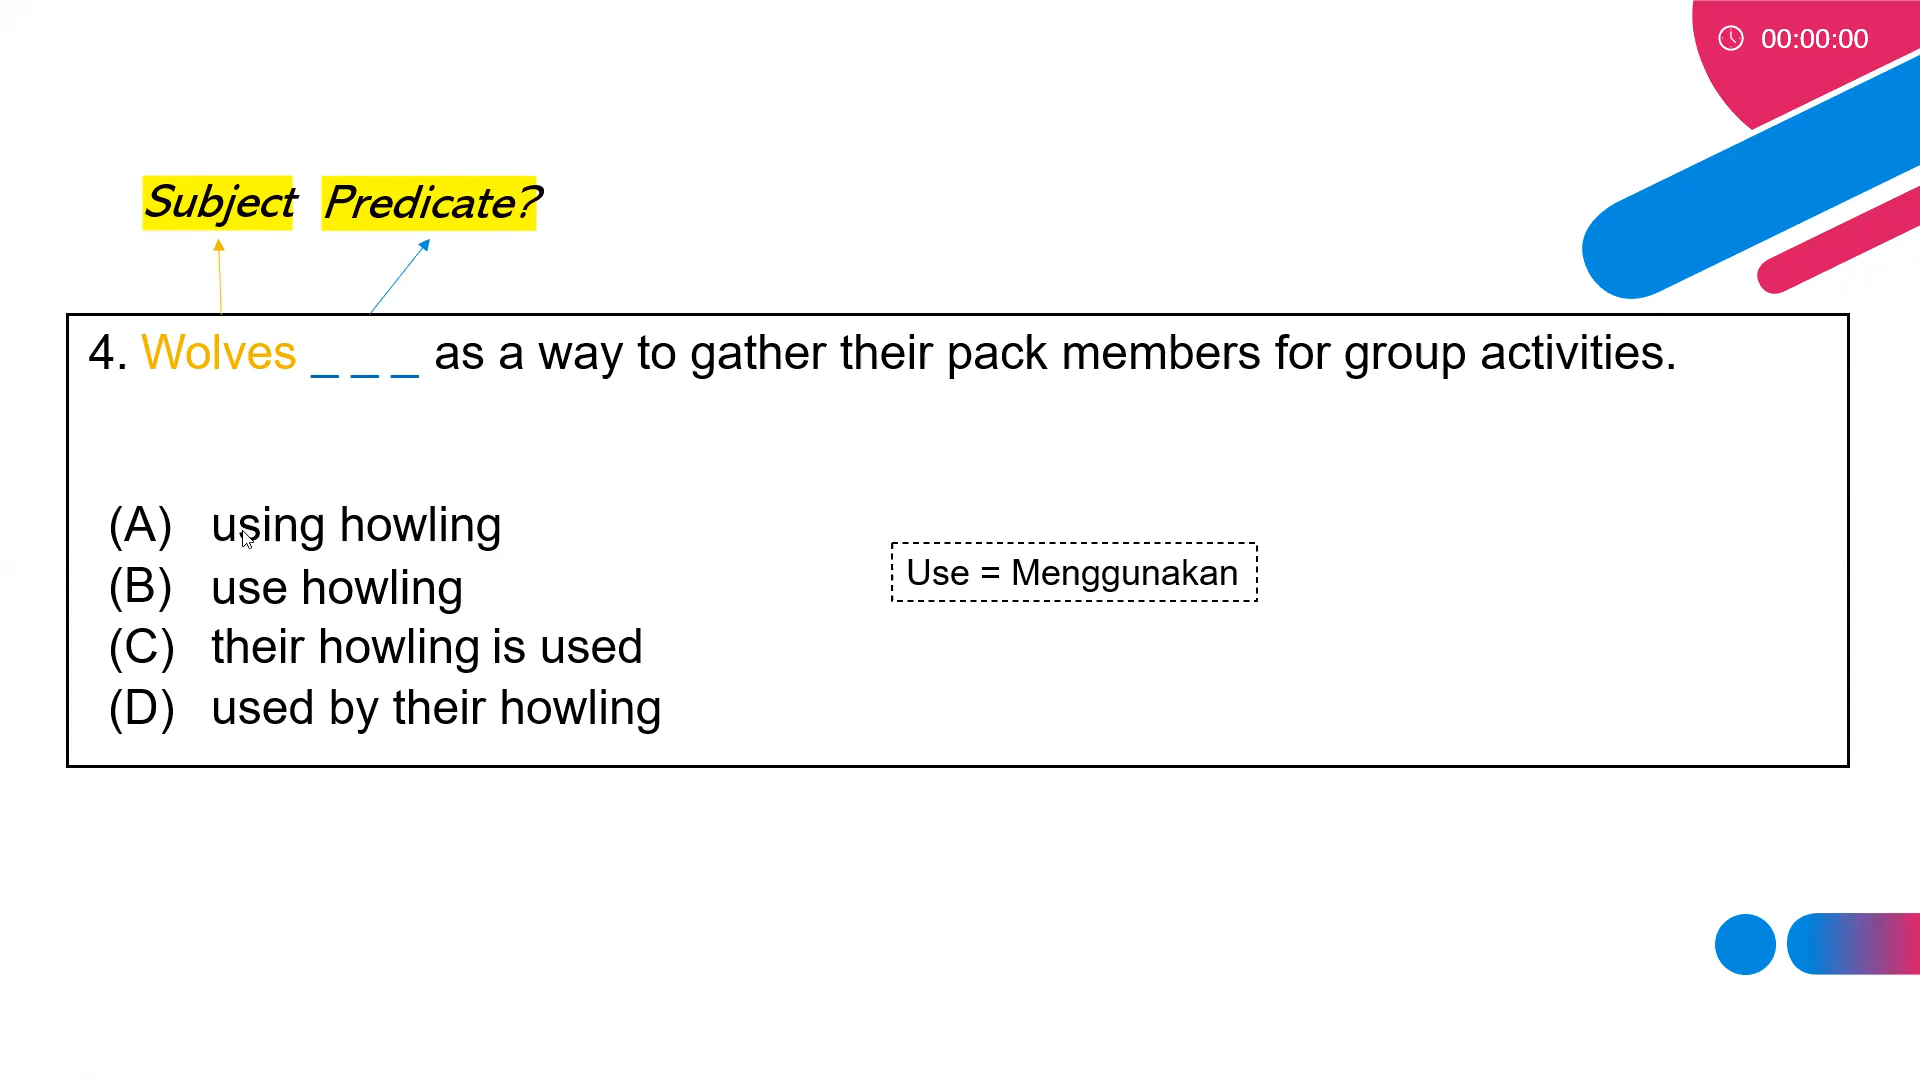 00:00:00
Subject Predicate?
4. Wolves _ _ _ as a way to gather their pack members for group activities.
(A) using howling
(B) use howling
(C) their howling is used
(D) used by their howling
Use = Menggunakan